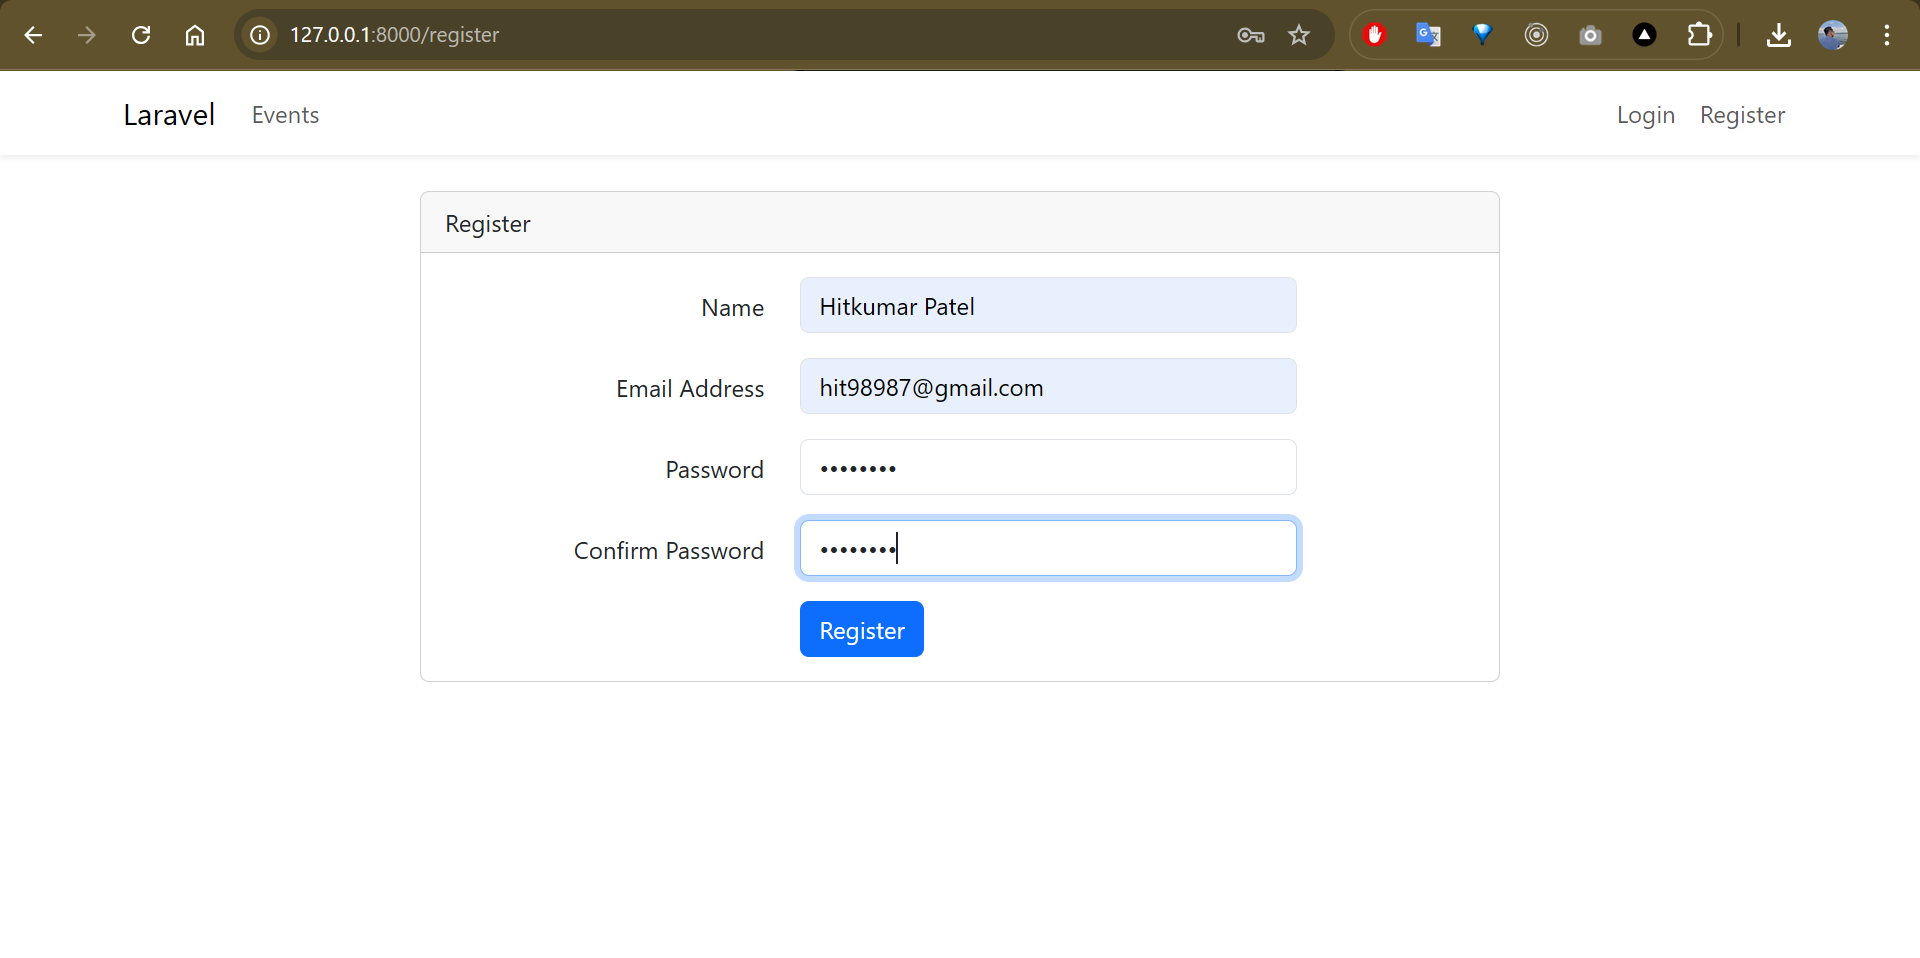 127.0.0.1:8000/register
Laravel Events Login Register
Register
Name Hitkumar Patel
Email Address hit98987@gmail.com
Password ••••••••
Confirm Password ••••••••
Register